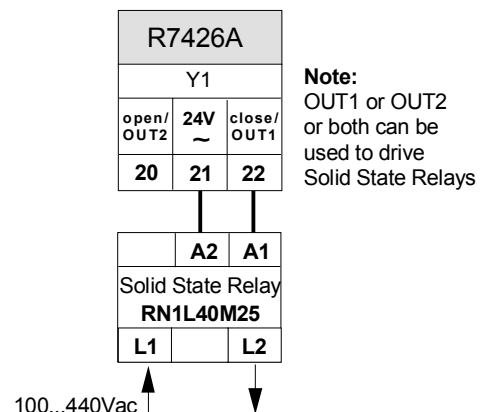 R7426A
Y1
open/ OUT2 24V ~ close/ OUT1
20 21 22
Note:
OUT1 or OUT2
or both can be
used to drive
Solid State Relays
A2 A1
Solid State Relay
RN1L40M25
L1 L2
100...440Vac